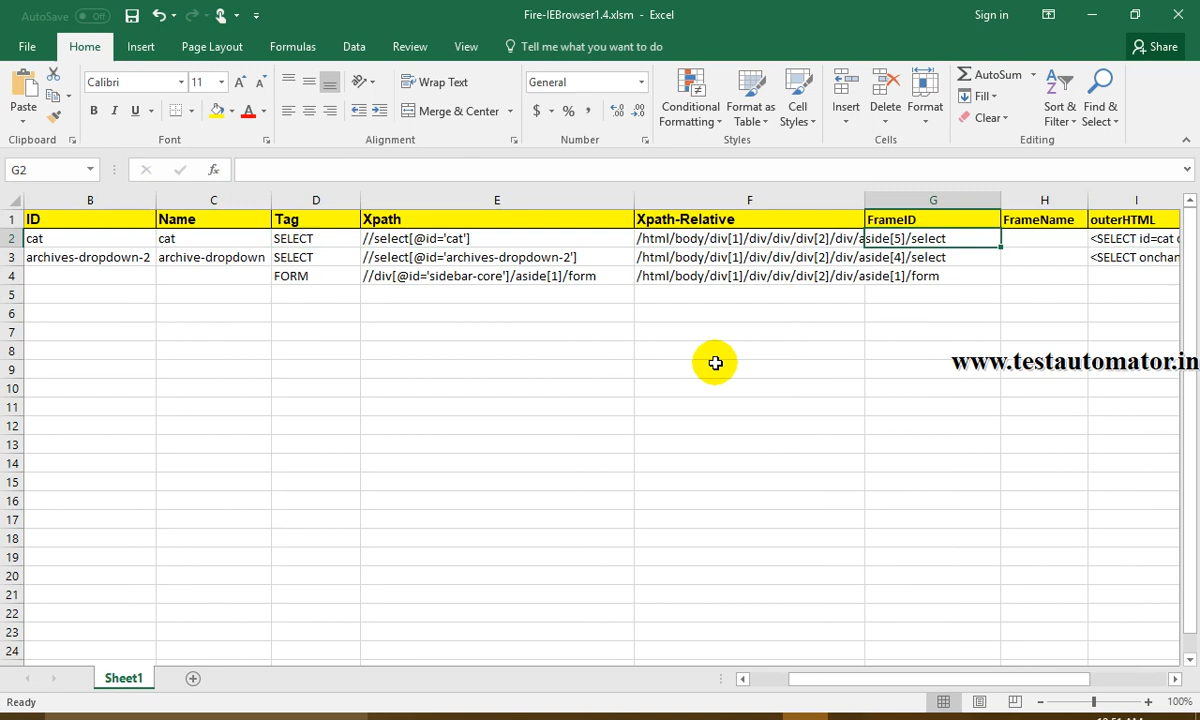 AutoSave Off
Fire-IEBrowser1.4.xlsm - Excel
Sign in
File Home Insert Page Layout Formulas Data Review View Tell me what you want to do Share
Paste
Calibri 11
B I U
Wrap Text
Merge & Center
General
$ % ,
Conditional Formatting
Format as Table
Cell Styles
Insert Delete Format
AutoSum
Fill
Clear
Sort & Filter
Find & Select
Clipboard Font Alignment Number Styles Cells Editing
G2 fx
B C D E F G H I
1 ID Name Tag Xpath Xpath-Relative FrameID FrameName outerHTML
2 cat cat SELECT //select[@id='cat'] /html/body/div[1]/div/div/div[2]/div/aside[5]/select <SELECT id=cat
3 archives-dropdown-2 archive-dropdown SELECT //select[@id='archives-dropdown-2'] /html/body/div[1]/div/div/div[2]/div/aside[4]/select <SELECT onchan
4 FORM //div[@id='sidebar-core']/aside[1]/form /html/body/div[1]/div/div/div[2]/div/aside[1]/form
5
6
7
8
9 www.testautomator.in
10
11
12
13
14
15
16
17
18
19
20
21
22
23
24
Sheet1
Ready
100%